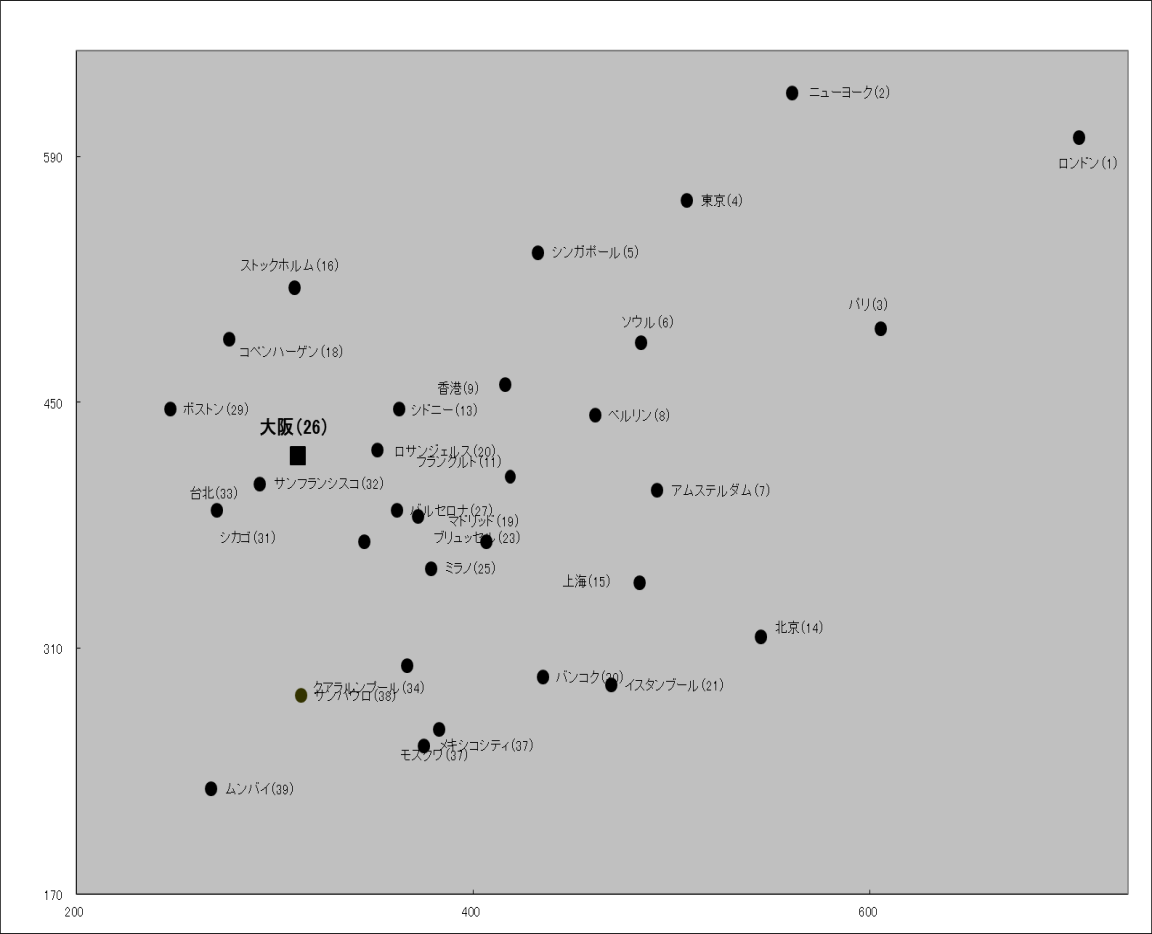 ニューヨーク(2)
590
ロンドン(1)
東京(4)
シンガポール(5)
ストックホルム(16)
パリ(3)
ソウル(6)
コペンハーゲン(18)
香港(9)
450
ボストン(29)
シドニー(13)
ベルリン(8)
大阪(26)
ロサンジェルス(20)
フランクルト(11)
サンフランシスコ(32)
アムステルダム(7)
台北(33)
バルセロナ(27)
マドリッド(19)
シカゴ(31)
ブリュッセル(23)
ミラノ(25)
上海(15)
北京(14)
310
バンコク(30)
イスタンブール(21)
クアラルンプール(34)
サンパウロ(38)
メキシコシティ(37)
モスクワ(37)
ムンバイ(39)
170
200
400
600